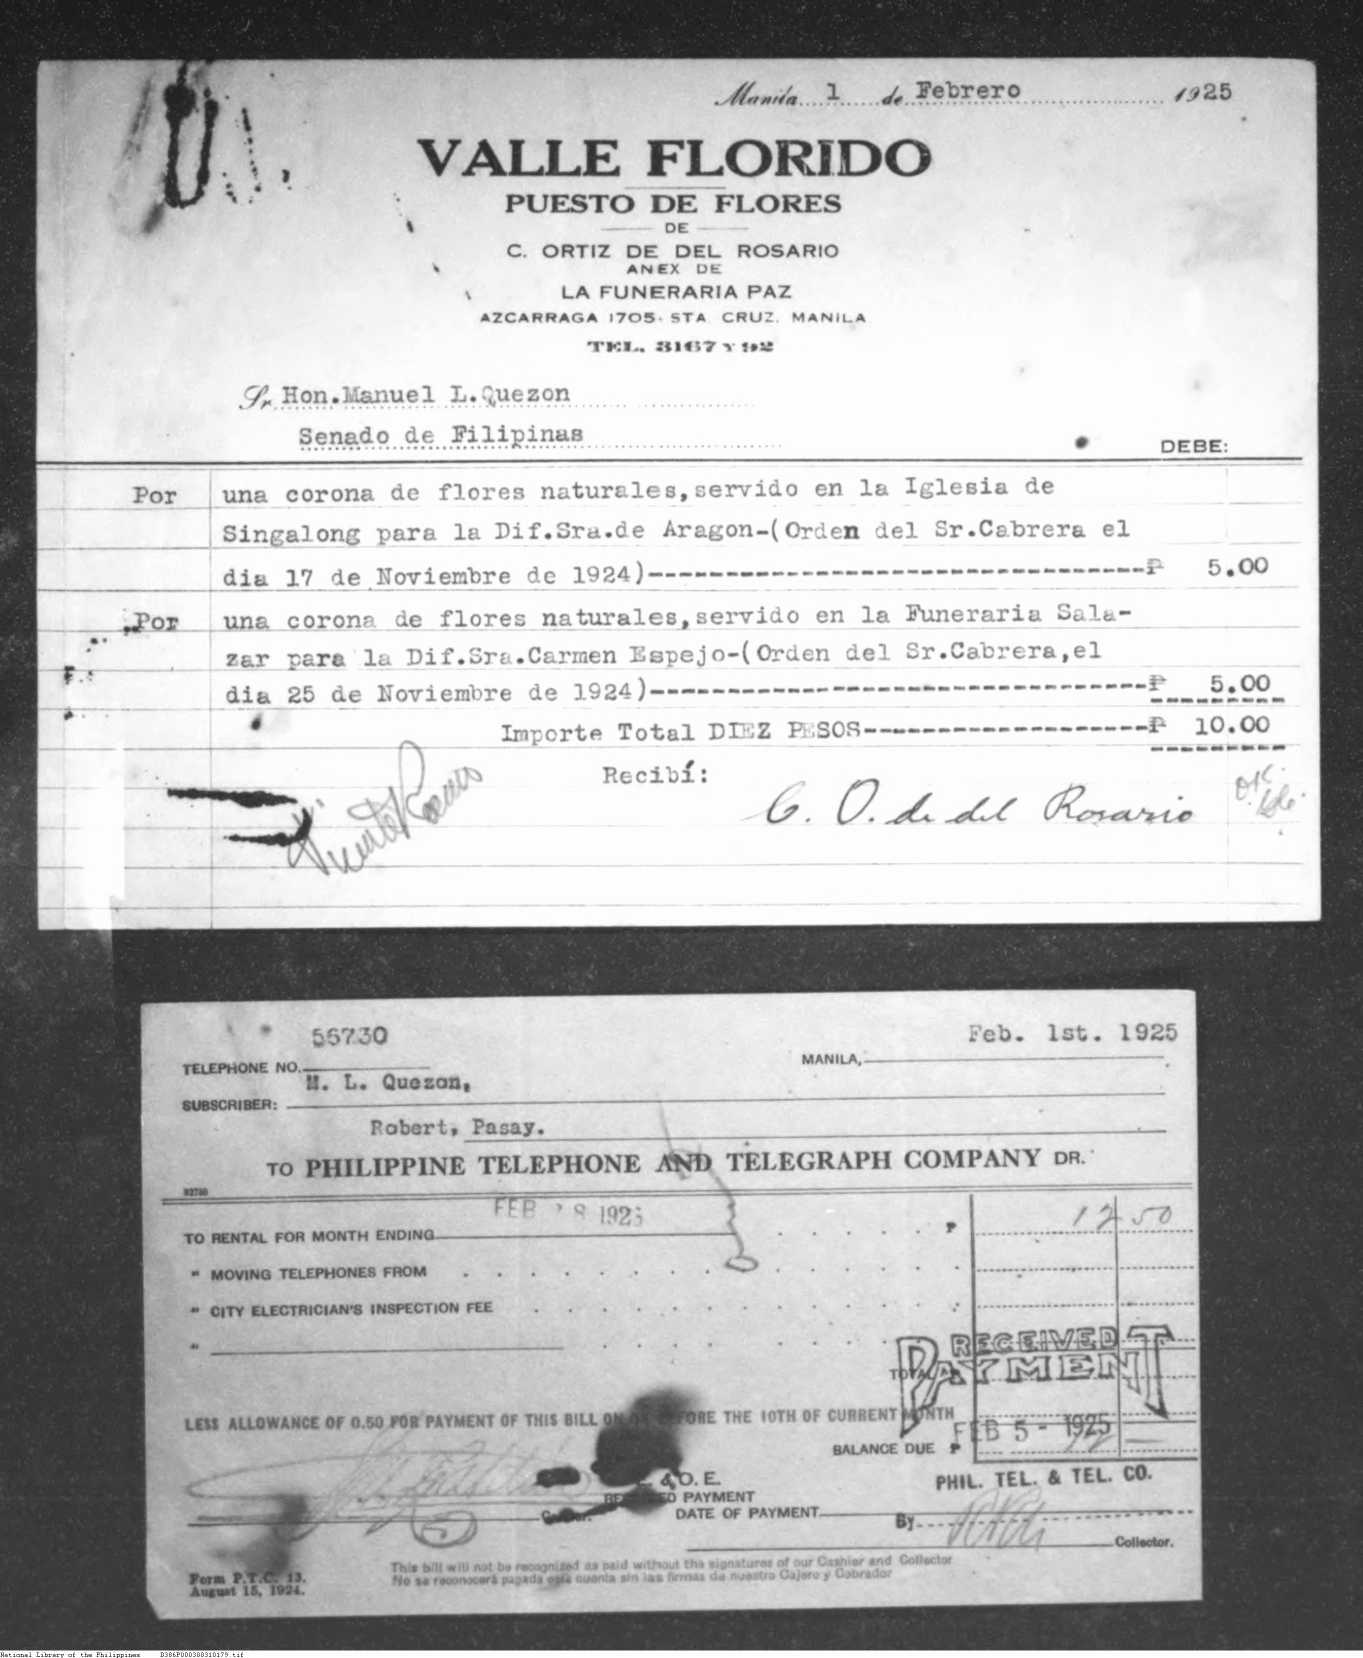 Manila 1 de Febrero 1925
VALLE FLORIDO
PUESTO DE FLORES
DE
C. ORTIZ DE DEL ROSARIO
ANEX DE
LA FUNERARIA PAZ
AZCARRAGA 1705. STA. CRUZ. MANILA
TEL. 3167 Y 92
Sr. Hon.Manuel L.Quezon
Senado de Filipinas
DEBE:
Por una corona de flores naturales,servido en la Iglesia de
Singalong para la Dif.Sra.de Aragon-(Orden del Sr.Cabrera el
dia 17 de Noviembre de 1924)--------------------------------₱ 5.00
Por una corona de flores naturales,servido en la Funeraria Sala-
zar para la Dif.Sra.Carmen Espejo-(Orden del Sr.Cabrera,el
dia 25 de Noviembre de 1924)--------------------------------₱ 5.00
Importe Total DIEZ PESOS-------------------₱ 10.00
Recibí:
C. O. de del Rosario
O.K.
56730
Feb. 1st. 1925
TELEPHONE NO.
MANILA,
M. L. Quezon,
SUBSCRIBER:
Robert, Pasay.
TO PHILIPPINE TELEPHONE AND TELEGRAPH COMPANY DR.
FEB 28 1925
TO RENTAL FOR MONTH ENDING ₱ 12 50
" MOVING TELEPHONES FROM
" CITY ELECTRICIAN'S INSPECTION FEE
"
RECEIVED
PAYMENT
TOTAL
LESS ALLOWANCE OF 0.50 FOR PAYMENT OF THIS BILL ON OR BEFORE THE 10TH OF CURRENT MONTH
FEB 5 - 1925
BALANCE DUE ₱ 12 —
E. & O. E.
PHIL. TEL. & TEL. CO.
RECEIVED PAYMENT
DATE OF PAYMENT
By
Collector.
This bill will not be recognized as paid without the signatures of our Cashier and Collector
No se reconocerá pagada esta cuenta sin las firmas de nuestro Cajero y Cobrador
Form P.T.C. 13.
August 15, 1924.
National Library of the Philippines B386P000300310179.tif